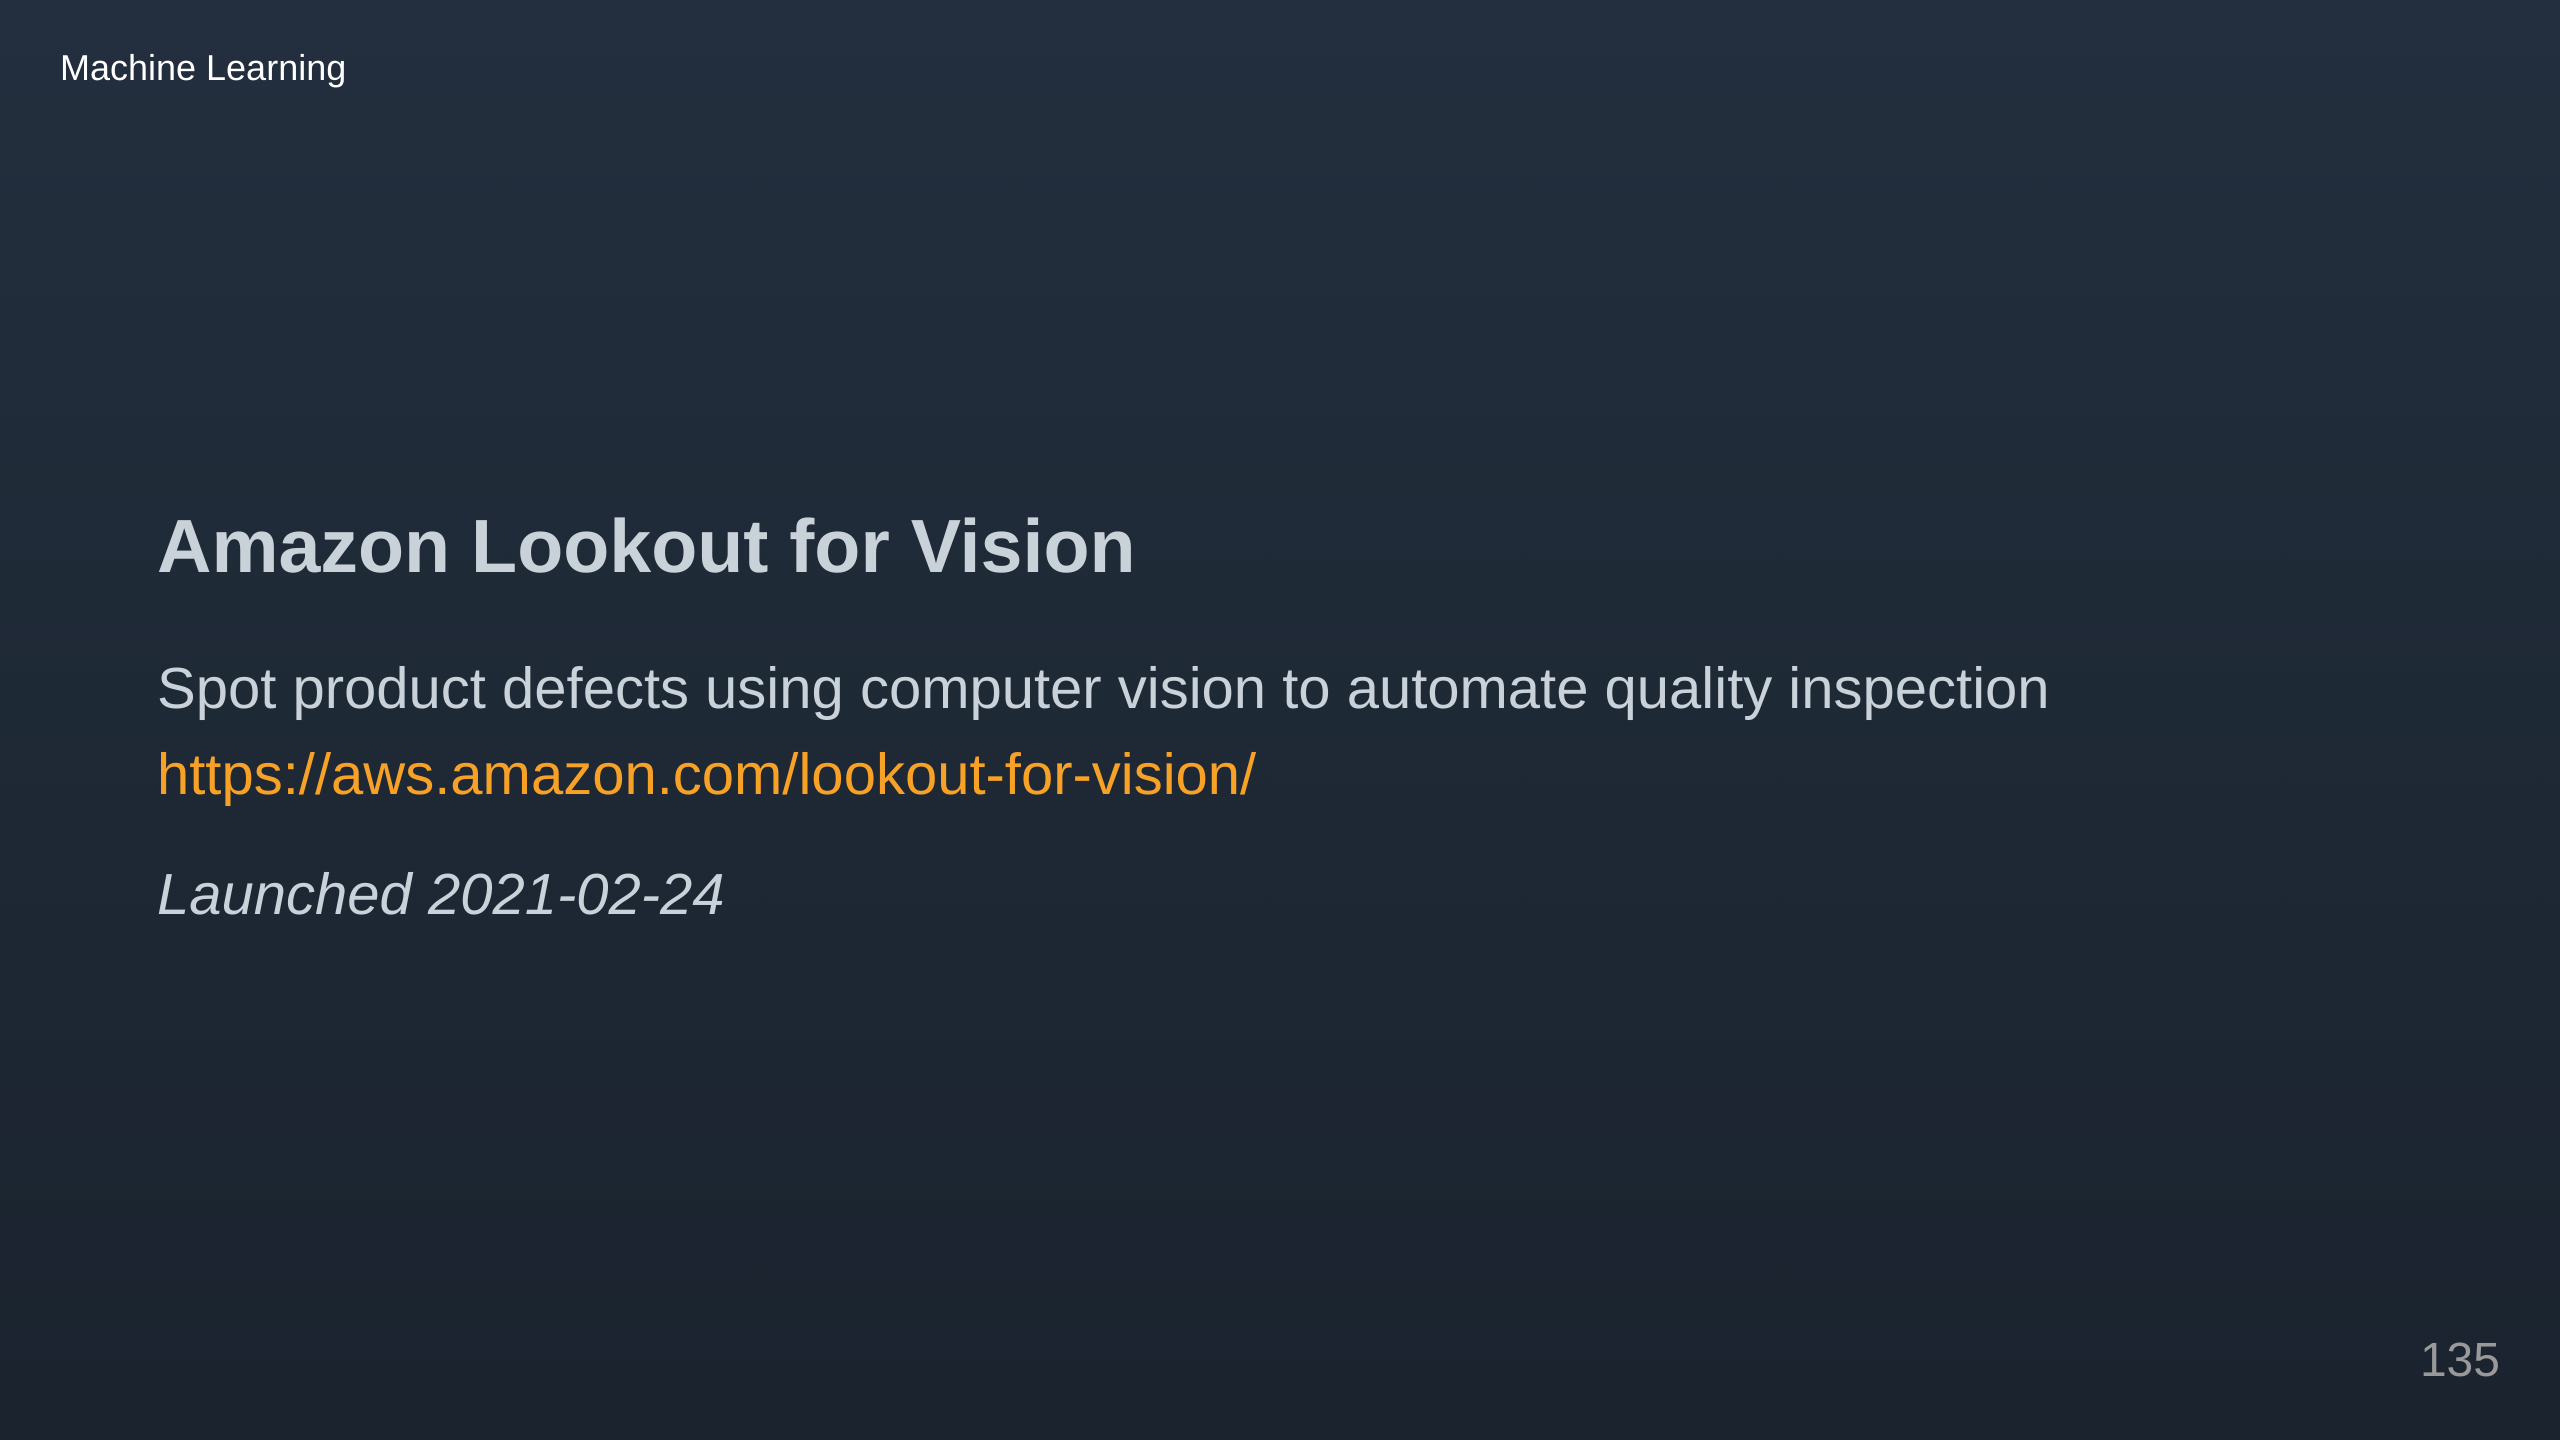 Machine Learning
Amazon Lookout for Vision
Spot product defects using computer vision to automate quality inspection
https://aws.amazon.com/lookout-for-vision/
Launched 2021-02-24
135